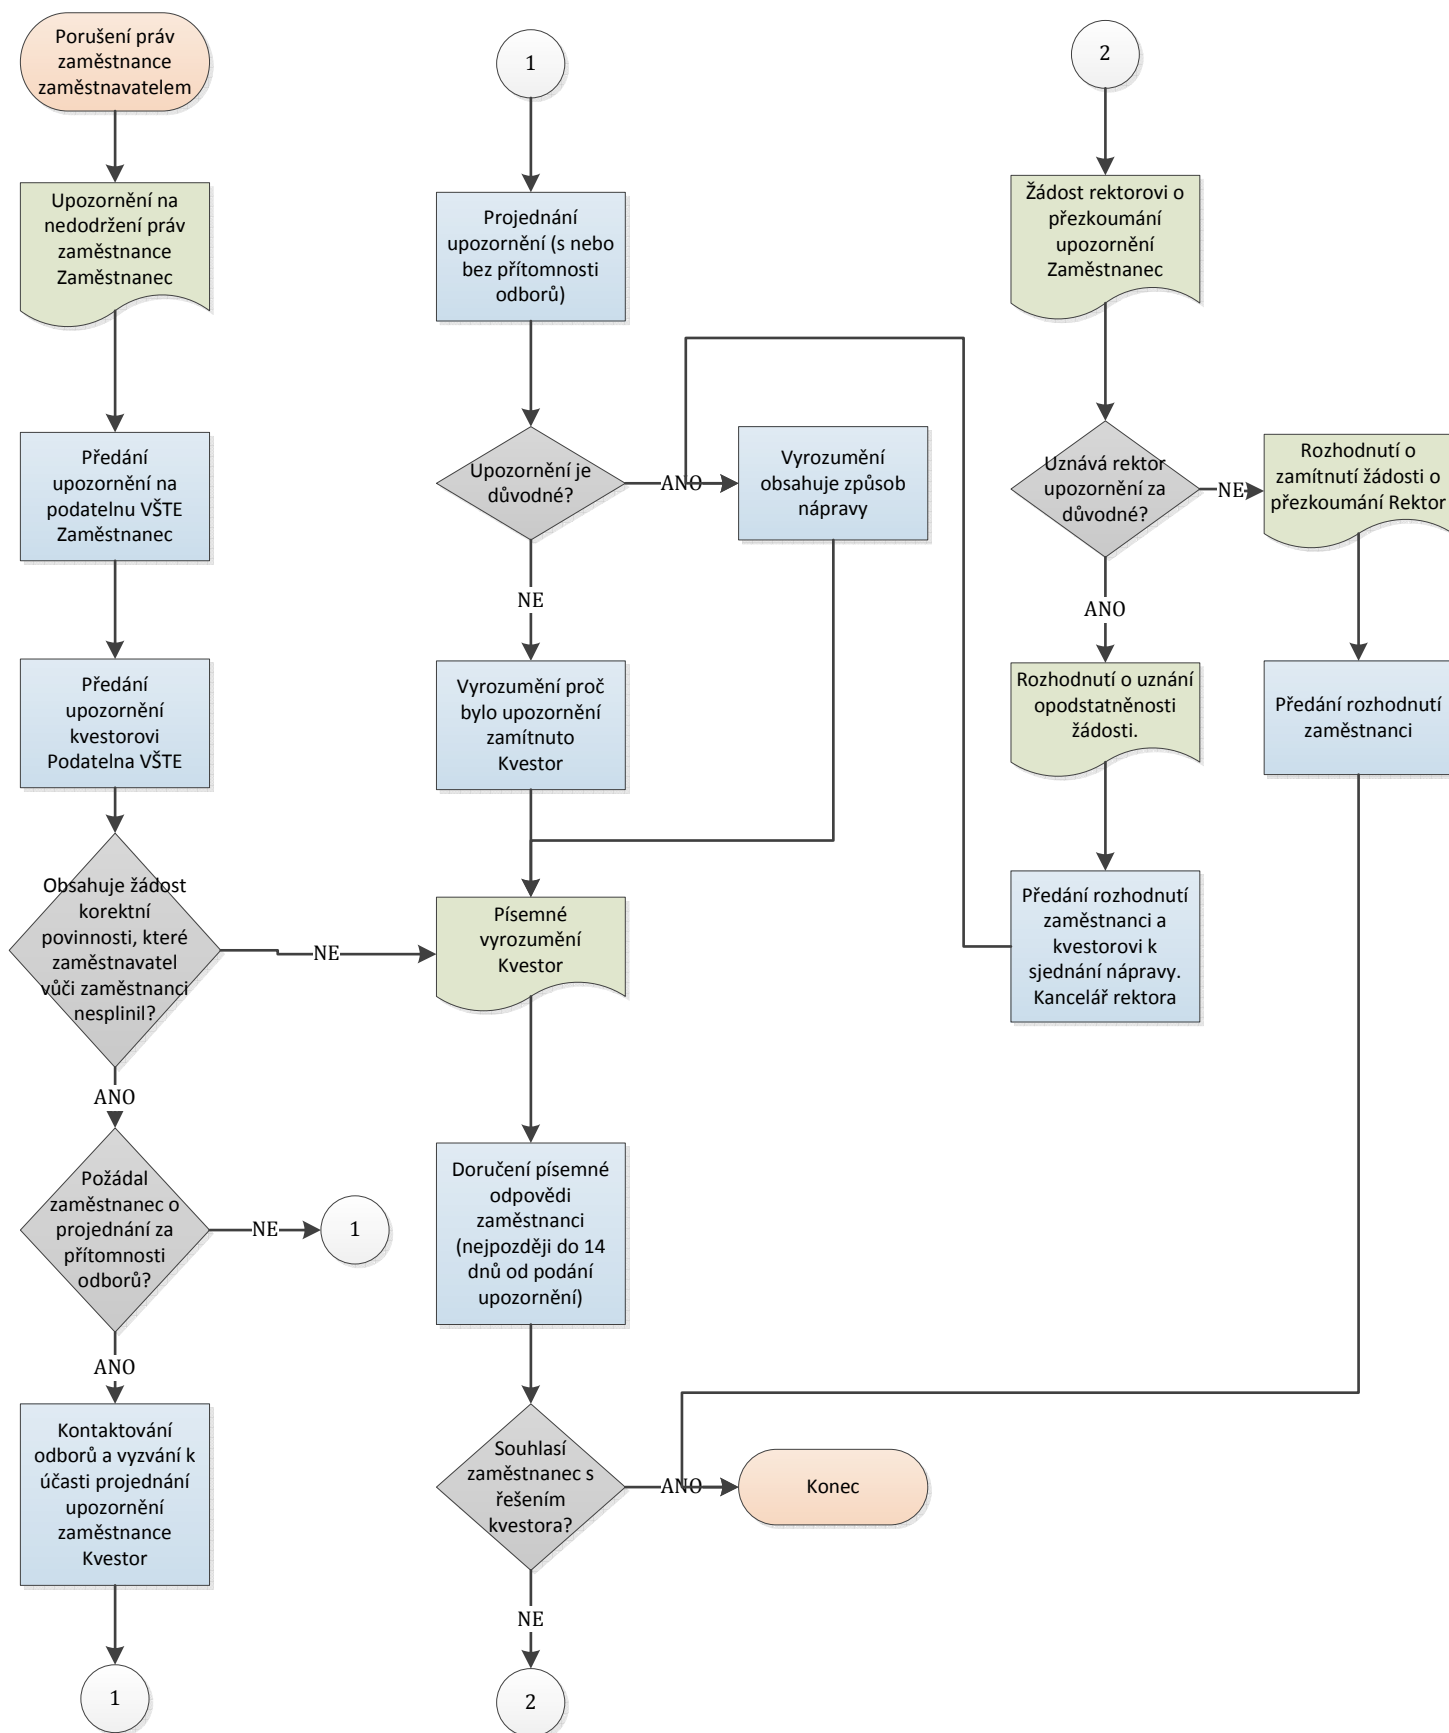 Porušení práv
zaměstnance
zaměstnavatelem
Upozornění na
nedodržení práv
zaměstnance
Zaměstnanec
Předání
upozornění na
podatelnu VŠTE
Zaměstnanec
Předání
upozornění
kvestorovi
Podatelna VŠTE
Obsahuje žádost
korektní
povinnosti, které
zaměstnavatel
vůči zaměstnanci
nesplinil?
NE
ANO
Požádal
zaměstnanec o
projednání za
přítomnosti
odborů?
NE
1
ANO
Kontaktování
odborů a vyzvání k
účasti projednání
upozornění
zaměstnance
Kvestor
1
1
Projednání
upozornění (s nebo
bez přítomnosti
odborů)
Upozornění je
důvodné?
ANO
Vyrozumění
obsahuje způsob
nápravy
NE
Vyrozumění proč
bylo upozornění
zamítnuto
Kvestor
Písemné
vyrozumění
Kvestor
Doručení písemné
odpovědi
zaměstnanci
(nejpozději do 14
dnů od podání
upozornění)
Souhlasí
zaměstnanec s
řešením
kvestora?
ANO
Konec
NE
2
2
Žádost rektorovi o
přezkoumání
upozornění
Zaměstnanec
Uznává rektor
upozornění za
důvodné?
NE
Rozhodnutí o
zamítnutí žádosti o
přezkoumání Rektor
Předání rozhodnutí
zaměstnanci
ANO
Rozhodnutí o uznání
opodstatněnosti
žádosti.
Předání rozhodnutí
zaměstnanci a
kvestorovi k
sjednání nápravy.
Kancelář rektora